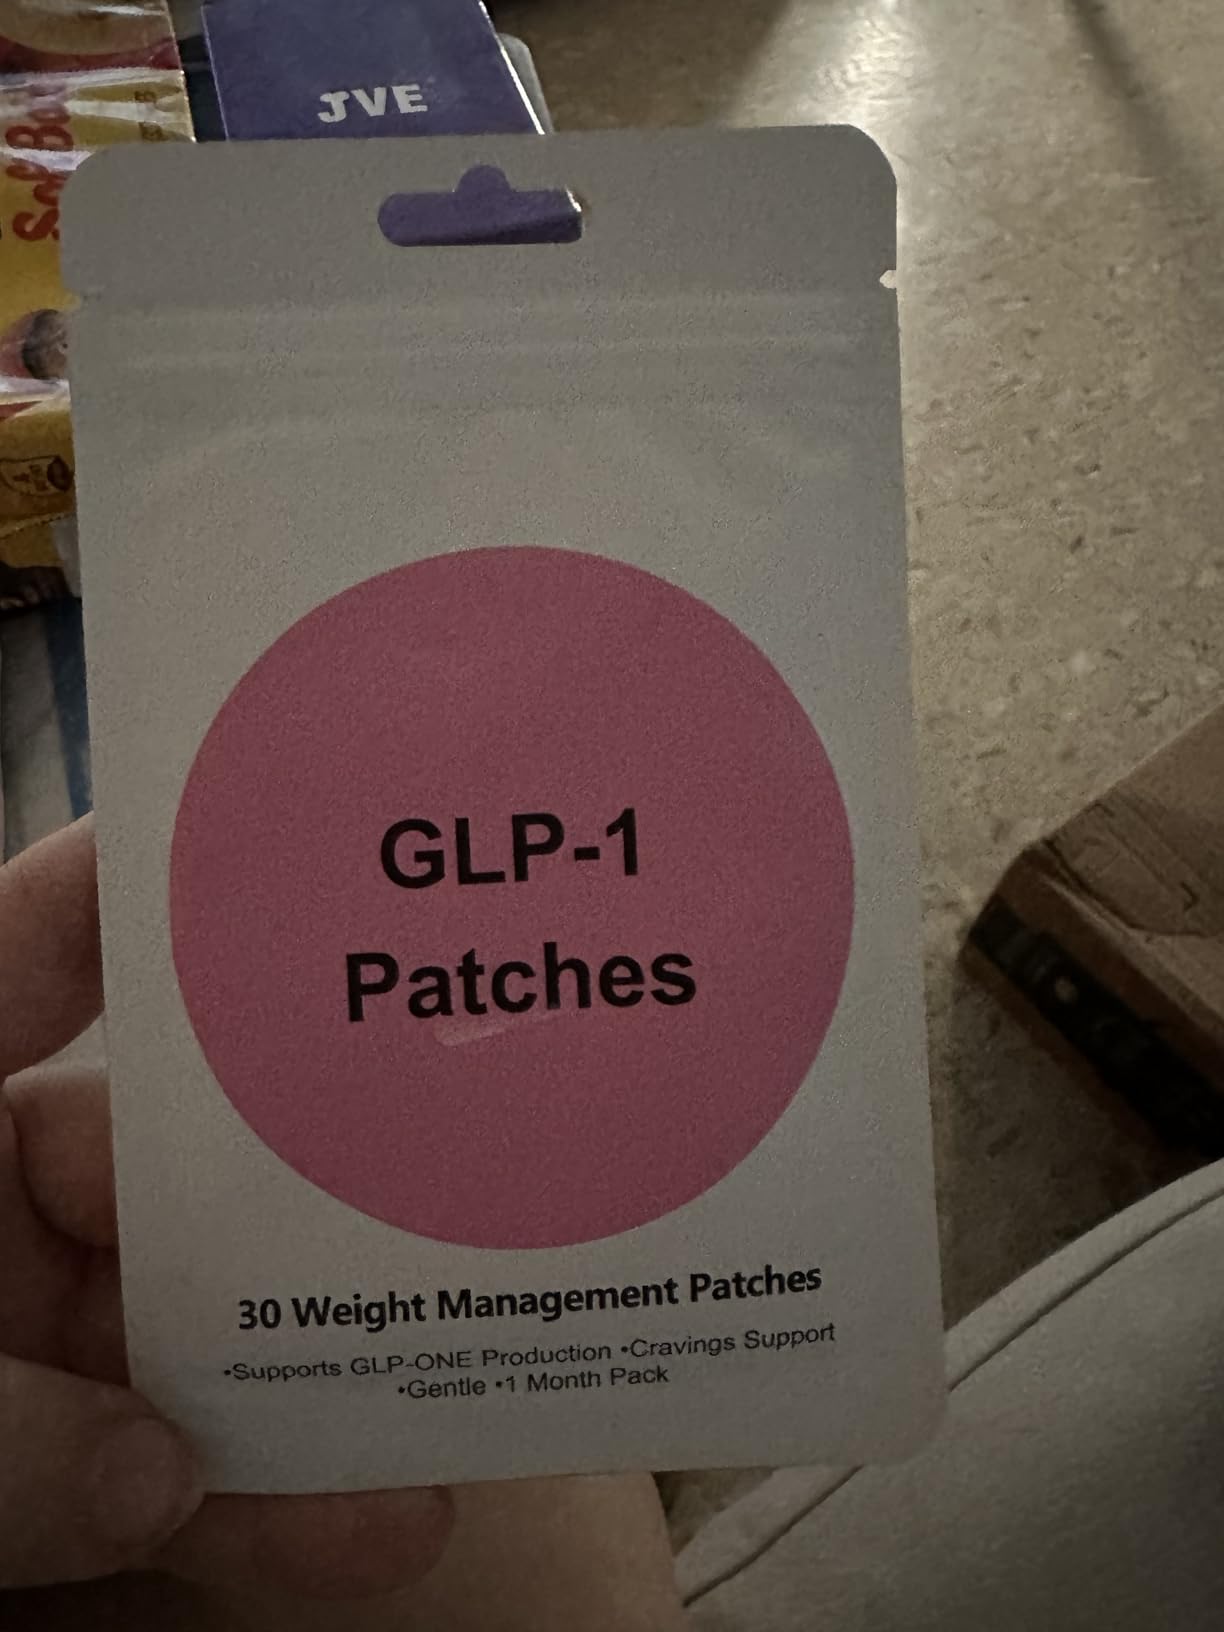 JVE
GLP-1
Patches
30 Weight Management Patches
•Supports GLP-ONE Production •Cravings Support
•Gentle •1 Month Pack